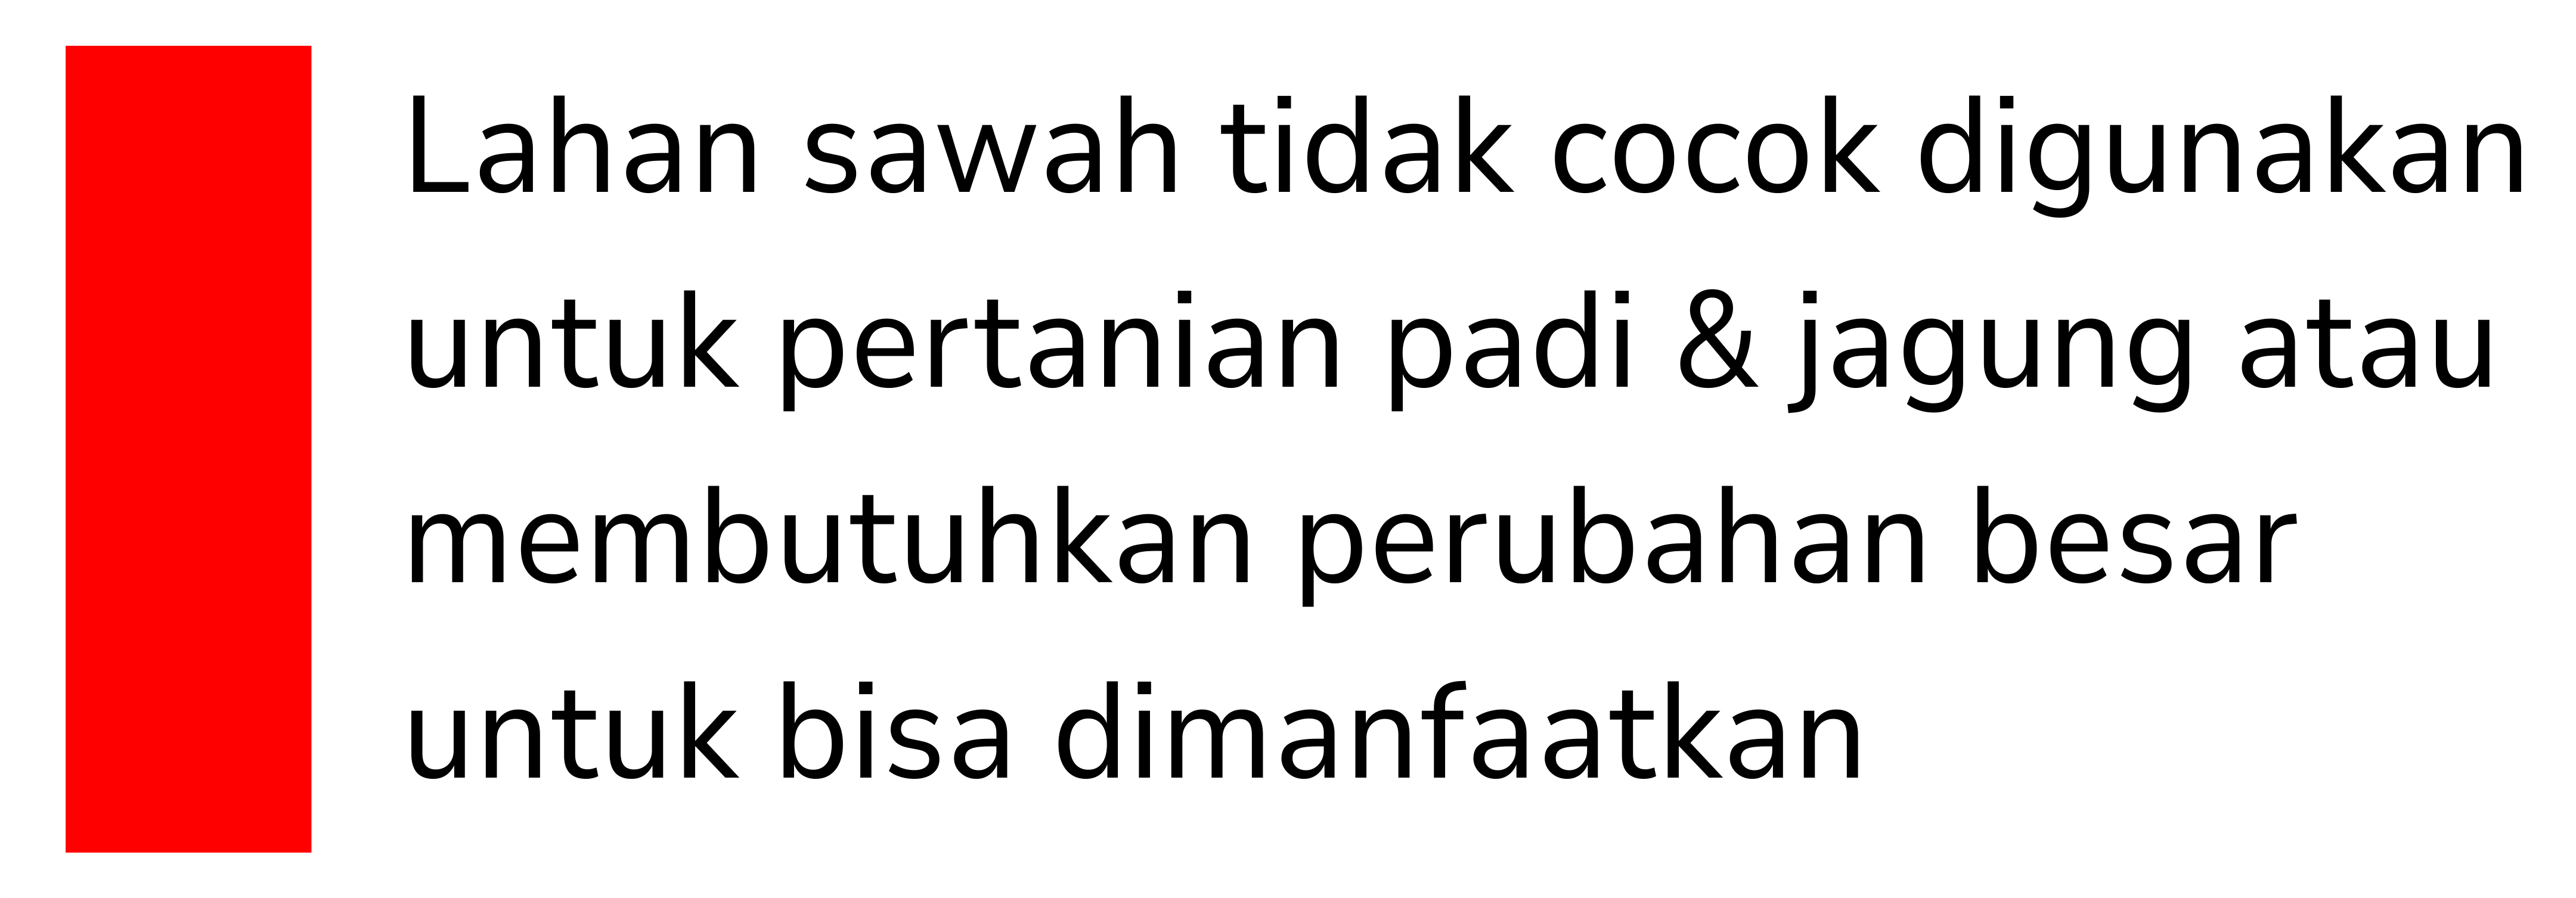 Lahan sawah tidak cocok digunakan
untuk pertanian padi & jagung atau
membutuhkan perubahan besar
untuk bisa dimanfaatkan